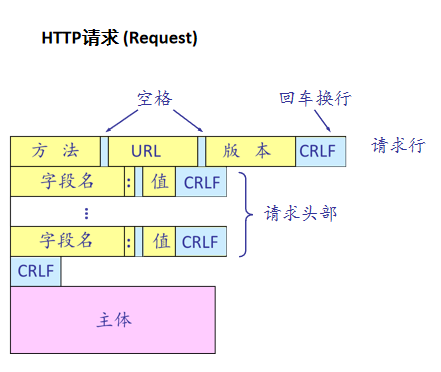 HTTP请求 (Request)
空格 回车换行
方 法 URL 版 本 CRLF 请求行
字段名 : 值 CRLF
⋮ 请求头部
字段名 : 值 CRLF
CRLF
主体